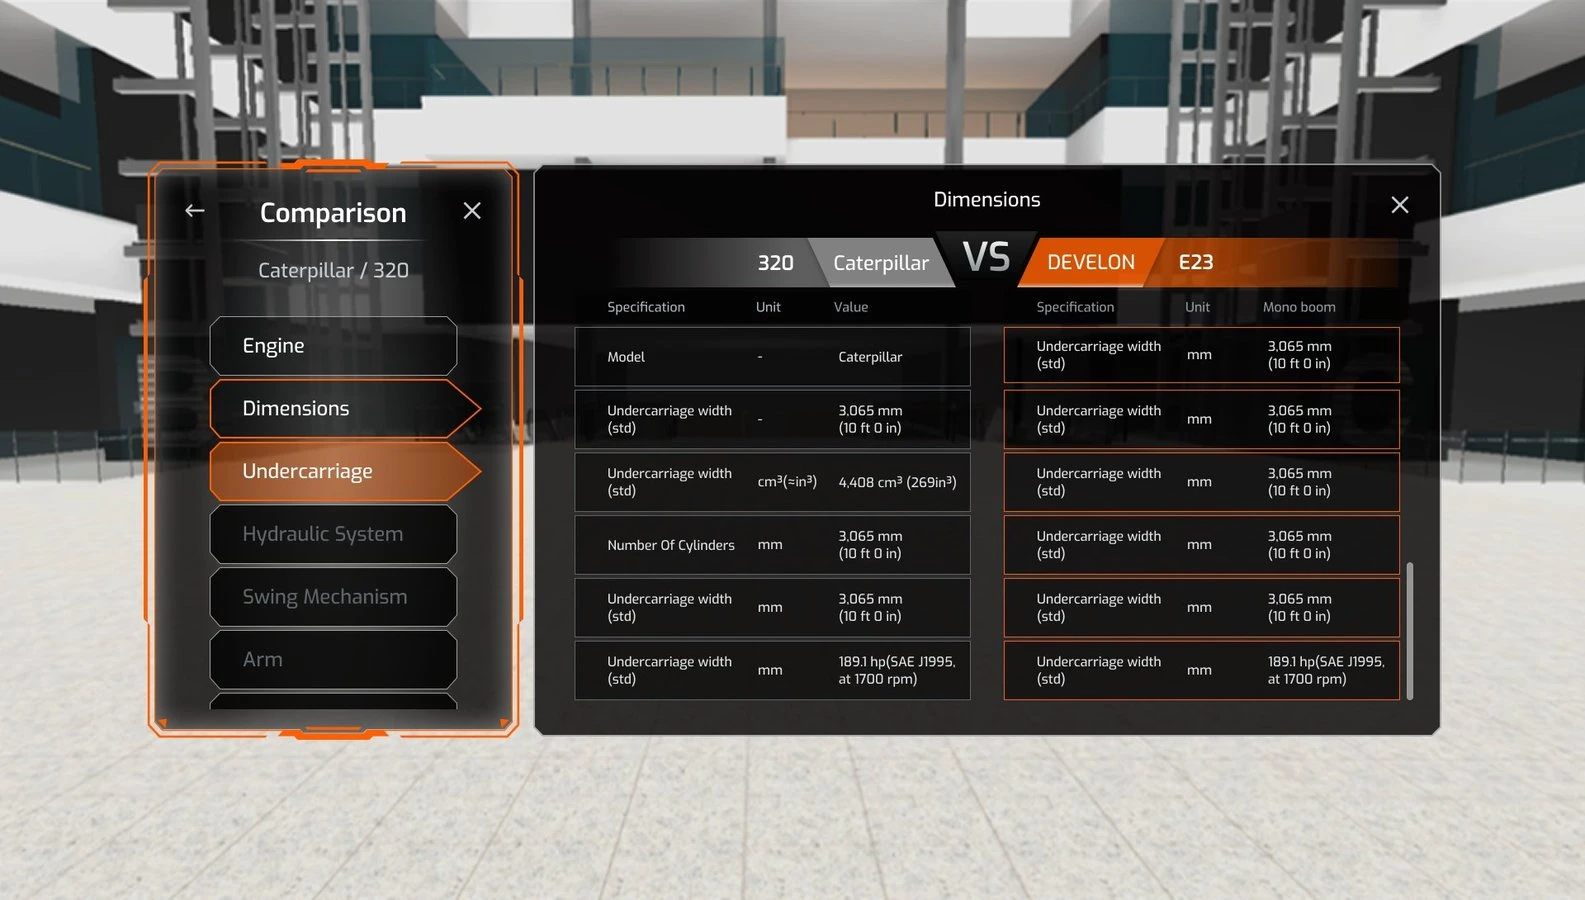 Comparison
Caterpillar / 320
Engine
Dimensions
Undercarriage
Hydraulic System
Swing Mechanism
Arm
Dimensions
320 Caterpillar VS DEVELON E23
Specification Unit Value
Model - Caterpillar
Undercarriage width
(std)
-
3,065 mm
(10 ft 0 in)
Undercarriage width
(std)
cm³(≈in³)
4,408 cm³ (269in³)
Number Of Cylinders
mm
3,065 mm
(10 ft 0 in)
Undercarriage width
(std)
mm
3,065 mm
(10 ft 0 in)
Undercarriage width
(std)
mm
189.1 hp(SAE J1995,
at 1700 rpm)
Specification Unit Mono boom
Undercarriage width
(std)
mm
3,065 mm
(10 ft 0 in)
Undercarriage width
(std)
mm
3,065 mm
(10 ft 0 in)
Undercarriage width
(std)
mm
3,065 mm
(10 ft 0 in)
Undercarriage width
(std)
mm
3,065 mm
(10 ft 0 in)
Undercarriage width
(std)
mm
3,065 mm
(10 ft 0 in)
Undercarriage width
(std)
mm
189.1 hp(SAE J1995,
at 1700 rpm)